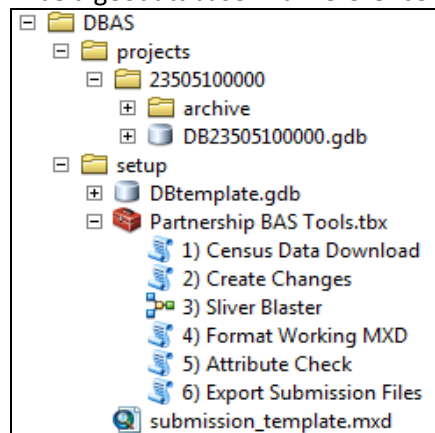 DBAS
projects
23505100000
archive
DB23505100000.gdb
setup
DBtemplate.gdb
Partnership BAS Tools.tbx
1) Census Data Download
2) Create Changes
3) Sliver Blaster
4) Format Working MXD
5) Attribute Check
6) Export Submission Files
submission_template.mxd